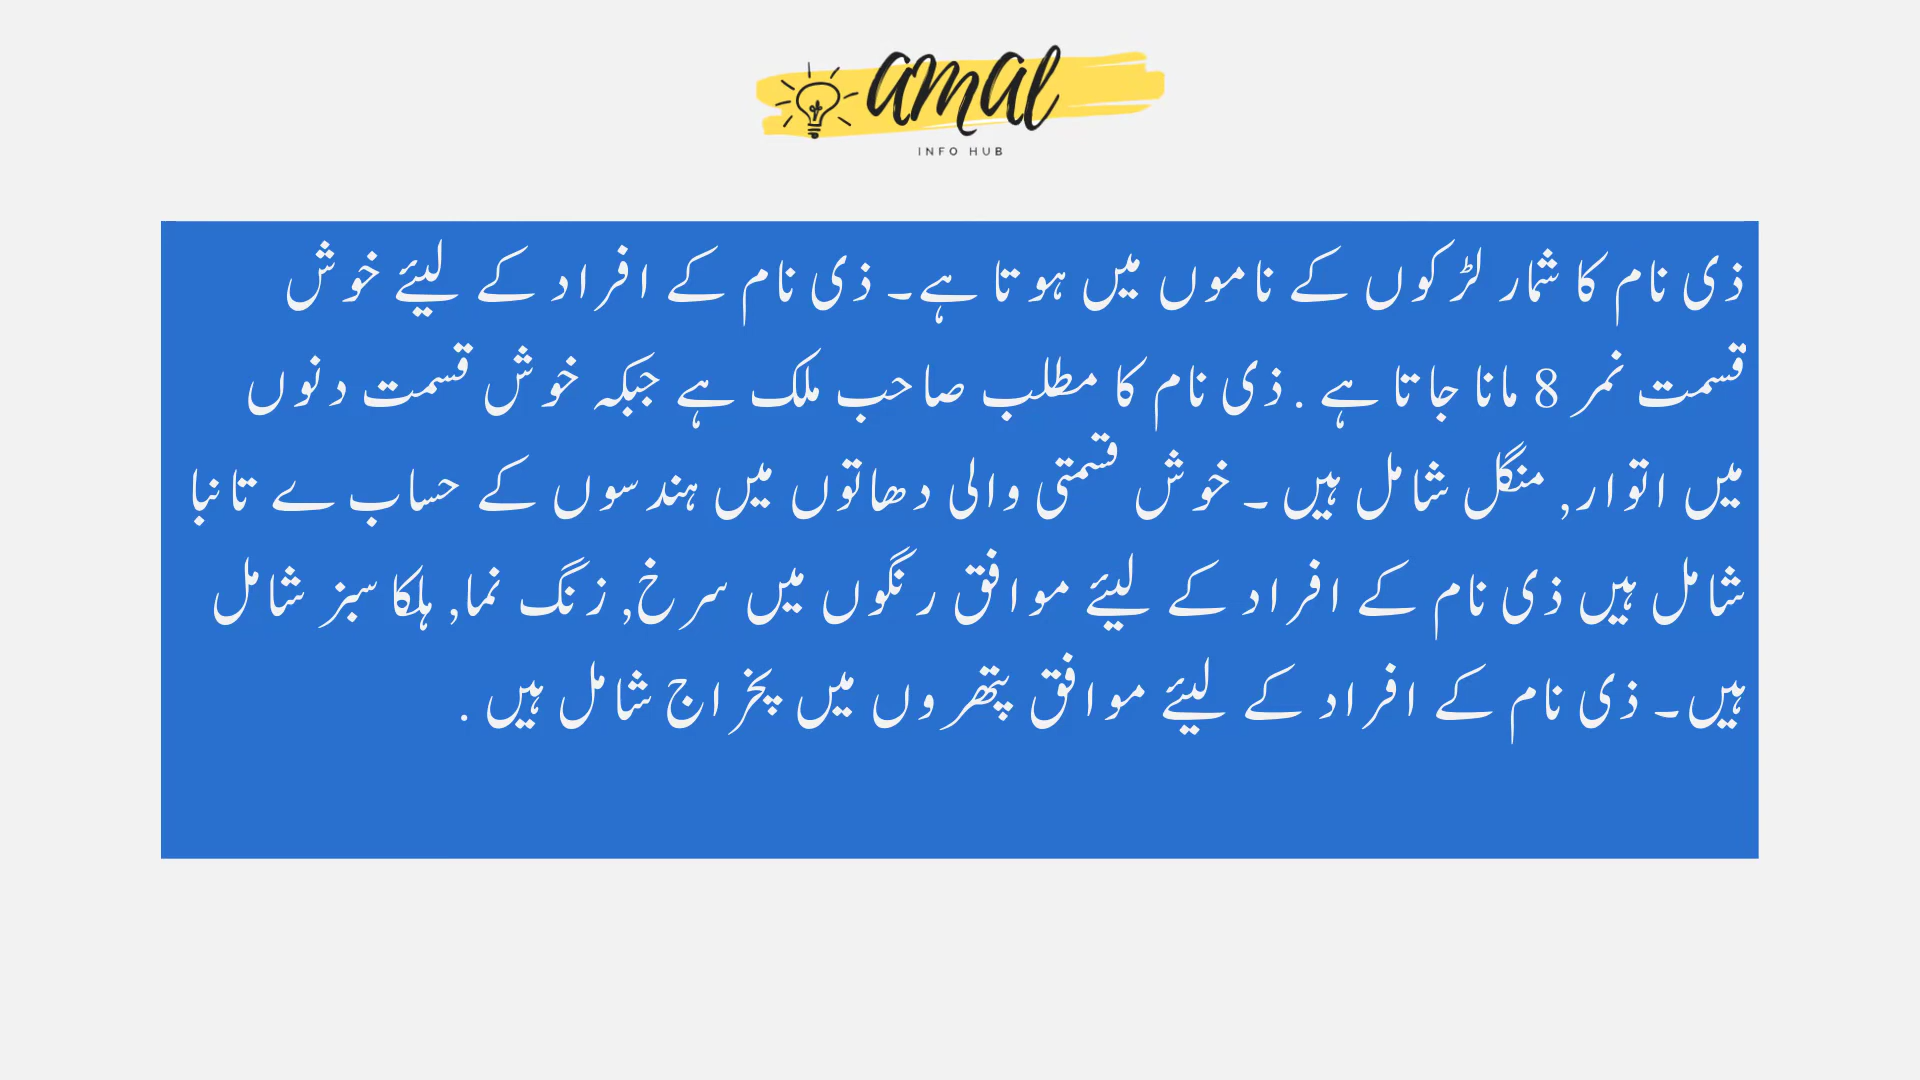 amal
INFO HUB
ذی نام کا شمار لڑکوں کے ناموں میں ہوتا ہے۔ ذی نام کے افراد کے لیئے خوش
قسمت نمر 8 مانا جاتا ہے . ذی نام کا مطلب صاحب ملک ہے جبکہ خوش قسمت دنوں
میں اتوار, منگل شامل ہیں ۔ خوش قسمتی والی دھاتوں میں ہندسوں کے حساب ے تانبا
شامل ہیں ذی نام کے افراد کے لیئے موافق رنگوں میں سرخ, زنگ نما, ہلکا سبز شامل
ہیں۔ ذی نام کے افراد کے لیئے موافق پتھروں میں پخراج شامل ہیں .